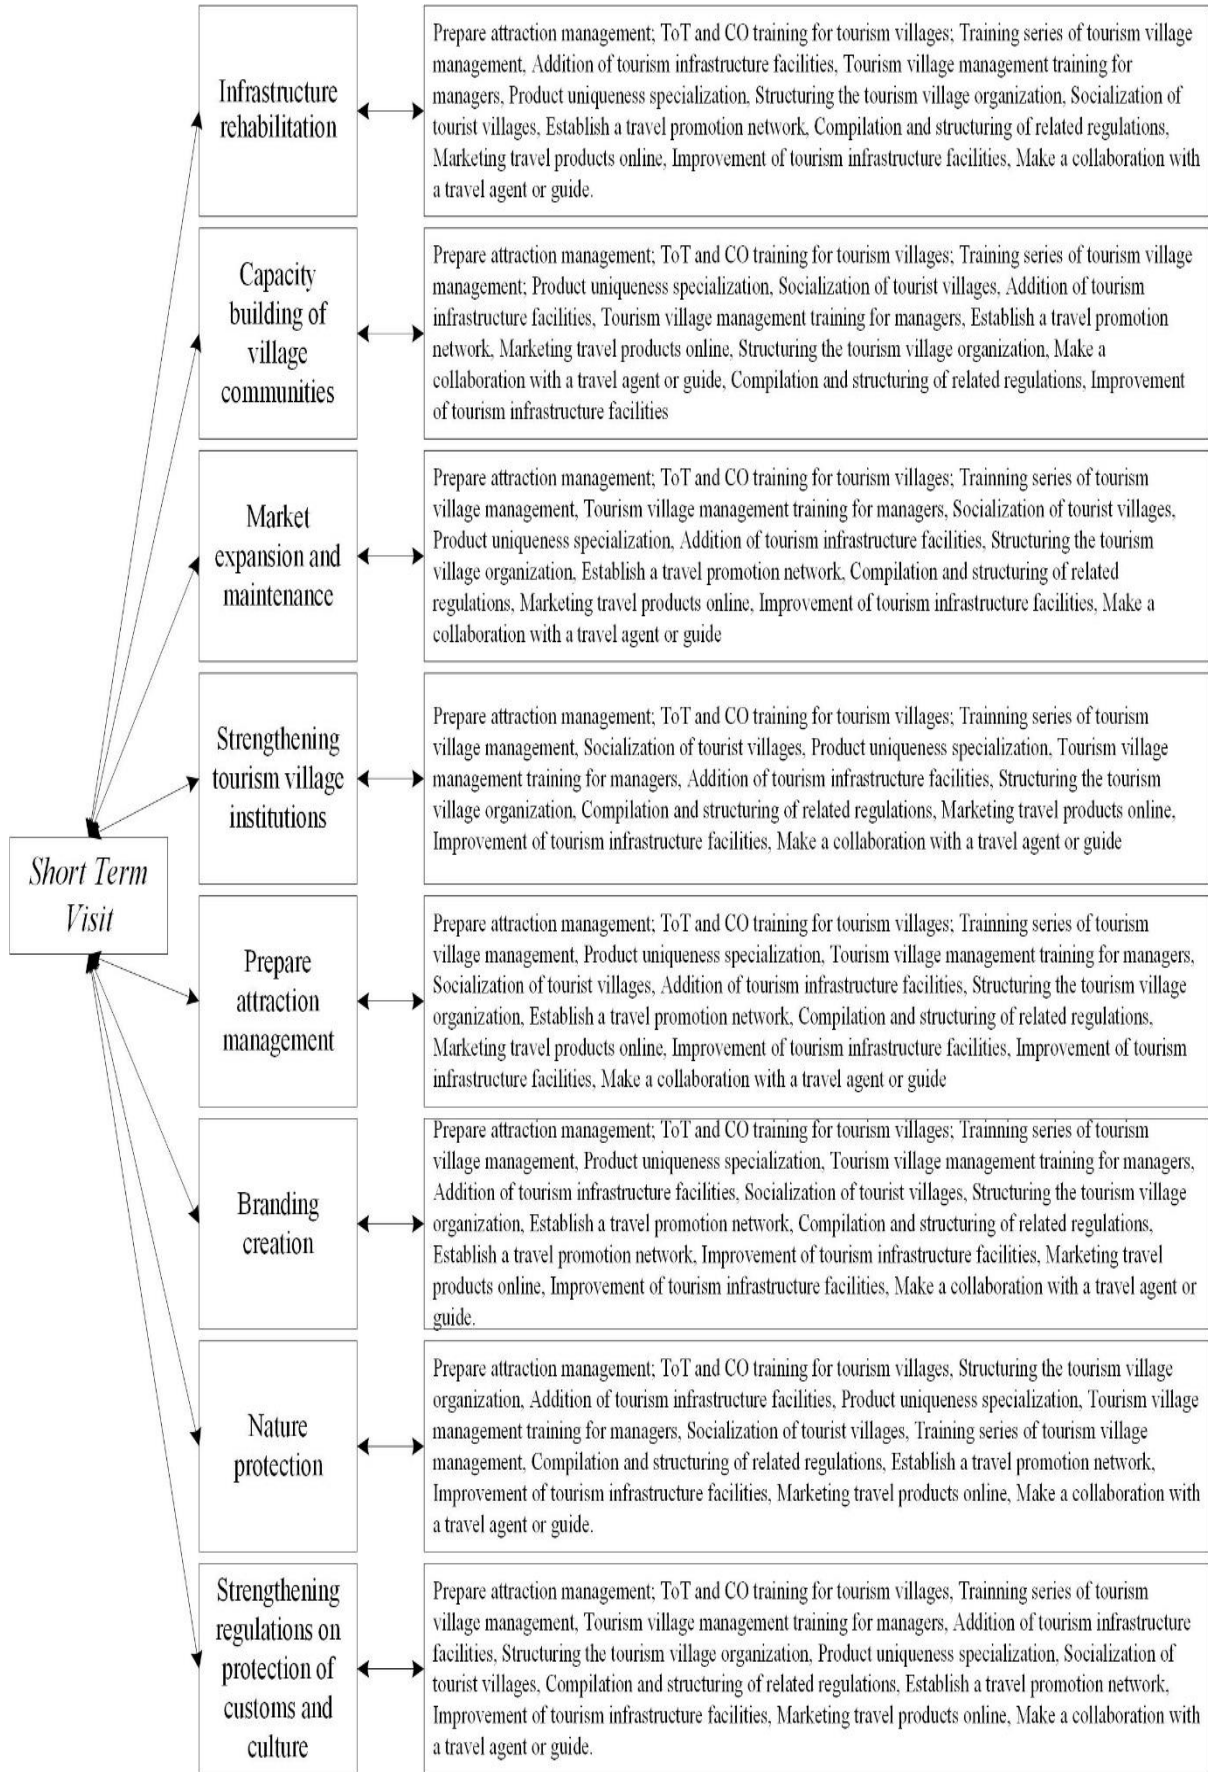 Infrastructure
rehabilitation
Prepare attraction management; ToT and CO training for tourism villages; Training series of tourism village
management, Addition of tourism infrastructure facilities, Tourism village management training for
managers, Product uniqueness specialization, Structuring the tourism village organization, Socialization of
tourist villages, Establish a travel promotion network, Compilation and structuring of related regulations,
Marketing travel products online, Improvement of tourism infrastructure facilities, Make a collaboration with
a travel agent or guide.
Capacity
building of
village
communities
Prepare attraction management; ToT and CO training for tourism villages; Training series of tourism village
management; Product uniqueness specialization, Socialization of tourist villages, Addition of tourism
infrastructure facilities, Tourism village management training for managers, Establish a travel promotion
network, Marketing travel products online, Structuring the tourism village organization, Make a
collaboration with a travel agent or guide, Compilation and structuring of related regulations, Improvement
of tourism infrastructure facilities
Market
expansion and
maintenance
Prepare attraction management; ToT and CO training for tourism villages; Trainning series of tourism
village management, Tourism village management training for managers, Socialization of tourist villages,
Product uniqueness specialization, Addition of tourism infrastructure facilities, Structuring the tourism
village organization, Establish a travel promotion network, Compilation and structuring of related
regulations, Marketing travel products online, Improvement of tourism infrastructure facilities, Make a
collaboration with a travel agent or guide
Strengthening
tourism village
institutions
Prepare attraction management; ToT and CO training for tourism villages; Trainning series of tourism
village management, Socialization of tourist villages, Product uniqueness specialization, Tourism village
management training for managers, Addition of tourism infrastructure facilities, Structuring the tourism
village organization, Compilation and structuring of related regulations, Marketing travel products online,
Improvement of tourism infrastructure facilities, Make a collaboration with a travel agent or guide
Short Term
Visit
Prepare
attraction
management
Prepare attraction management; ToT and CO training for tourism villages; Trainning series of tourism
village management, Product uniqueness specialization, Tourism village management training for managers,
Socialization of tourist villages, Addition of tourism infrastructure facilities, Structuring the tourism village
organization, Establish a travel promotion network, Compilation and structuring of related regulations,
Marketing travel products online, Improvement of tourism infrastructure facilities, Improvement of tourism
infrastructure facilities, Make a collaboration with a travel agent or guide
Branding
creation
Prepare attraction management; ToT and CO training for tourism villages; Trainning series of tourism
village management, Product uniqueness specialization, Tourism village management training for managers,
Addition of tourism infrastructure facilities, Socialization of tourist villages, Structuring the tourism village
organization, Establish a travel promotion network, Compilation and structuring of related regulations,
Establish a travel promotion network, Improvement of tourism infrastructure facilities, Marketing travel
products online, Improvement of tourism infrastructure facilities, Make a collaboration with a travel agent or
guide.
Nature
protection
Prepare attraction management; ToT and CO training for tourism villages, Structuring the tourism village
organization, Addition of tourism infrastructure facilities, Product uniqueness specialization, Tourism village
management training for managers, Socialization of tourist villages, Training series of tourism village
management, Compilation and structuring of related regulations, Establish a travel promotion network,
Improvement of tourism infrastructure facilities, Marketing travel products online, Make a collaboration with
a travel agent or guide.
Strengthening
regulations on
protection of
customs and
culture
Prepare attraction management; ToT and CO training for tourism villages, Trainning series of tourism
village management, Tourism village management training for managers, Addition of tourism infrastructure
facilities, Structuring the tourism village organization, Product uniqueness specialization, Socialization of
tourist villages, Compilation and structuring of related regulations, Establish a travel promotion network,
Improvement of tourism infrastructure facilities, Marketing travel products online, Make a collaboration with
a travel agent or guide.